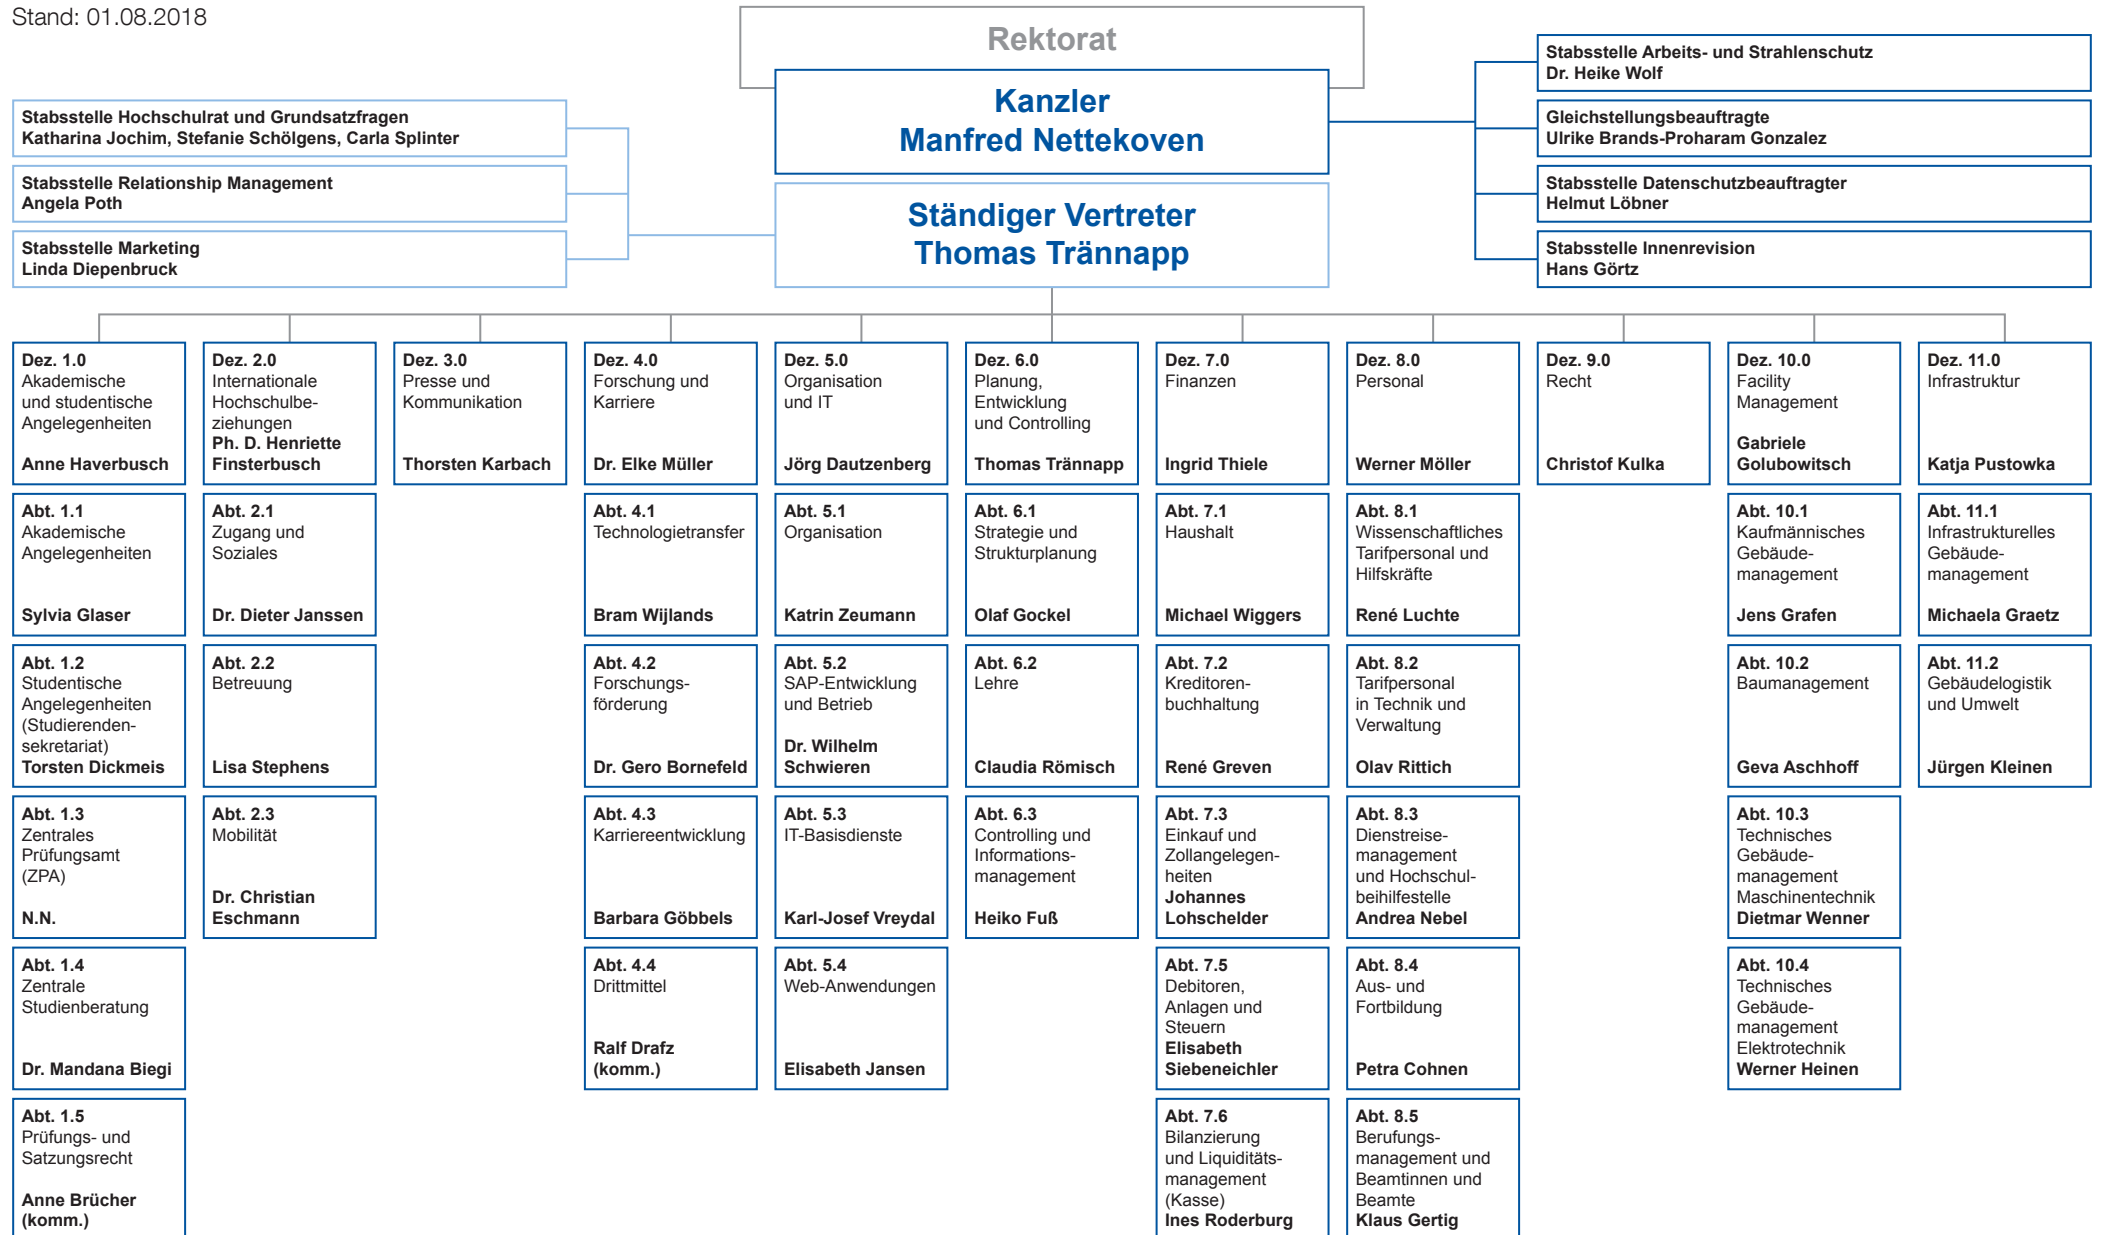 Stand: 01.08.2018
Rektorat
Kanzler
Manfred Nettekoven
Ständiger Vertreter
Thomas Trännapp
Stabsstelle Hochschulrat und Grundsatzfragen
Katharina Jochim, Stefanie Schölgens, Carla Splinter
Stabsstelle Relationship Management
Angela Poth
Stabsstelle Marketing
Linda Diepenbruck
Stabsstelle Arbeits- und Strahlenschutz
Dr. Heike Wolf
Gleichstellungsbeauftragte
Ulrike Brands-Proharam Gonzalez
Stabsstelle Datenschutzbeauftragter
Helmut Löbner
Stabsstelle Innenrevision
Hans Görtz
Dez. 1.0
Akademische
und studentische
Angelegenheiten
Anne Haverbusch
Abt. 1.1
Akademische
Angelegenheiten
Sylvia Glaser
Abt. 1.2
Studentische
Angelegenheiten
(Studierenden-
sekretariat)
Torsten Dickmeis
Abt. 1.3
Zentrales
Prüfungsamt
(ZPA)
N.N.
Abt. 1.4
Zentrale
Studienberatung
Dr. Mandana Biegi
Abt. 1.5
Prüfungs- und
Satzungsrecht
Anne Brücher
(komm.)
Dez. 2.0
Internationale
Hochschulbe-
ziehungen
Ph. D. Henriette
Finsterbusch
Abt. 2.1
Zugang und
Soziales
Dr. Dieter Janssen
Abt. 2.2
Betreuung
Lisa Stephens
Abt. 2.3
Mobilität
Dr. Christian
Eschmann
Dez. 3.0
Presse und
Kommunikation
Thorsten Karbach
Dez. 4.0
Forschung und
Karriere
Dr. Elke Müller
Abt. 4.1
Technologietransfer
Bram Wijlands
Abt. 4.2
Forschungs-
förderung
Dr. Gero Bornefeld
Abt. 4.3
Karriereentwicklung
Barbara Göbbels
Abt. 4.4
Drittmittel
Ralf Drafz
(komm.)
Dez. 5.0
Organisation
und IT
Jörg Dautzenberg
Abt. 5.1
Organisation
Katrin Zeumann
Abt. 5.2
SAP-Entwicklung
und Betrieb
Dr. Wilhelm
Schwieren
Abt. 5.3
IT-Basisdienste
Karl-Josef Vreydal
Abt. 5.4
Web-Anwendungen
Elisabeth Jansen
Dez. 6.0
Planung,
Entwicklung
und Controlling
Thomas Trännapp
Abt. 6.1
Strategie und
Strukturplanung
Olaf Gockel
Abt. 6.2
Lehre
Claudia Römisch
Abt. 6.3
Controlling und
Informations-
management
Heiko Fuß
Dez. 7.0
Finanzen
Ingrid Thiele
Abt. 7.1
Haushalt
Michael Wiggers
Abt. 7.2
Kreditoren-
buchhaltung
René Greven
Abt. 7.3
Einkauf und
Zollangelegen-
heiten
Johannes
Lohschelder
Abt. 7.5
Debitoren,
Anlagen und
Steuern
Elisabeth
Siebeneichler
Abt. 7.6
Bilanzierung
und Liquiditäts-
management
(Kasse)
Ines Roderburg
Dez. 8.0
Personal
Werner Möller
Abt. 8.1
Wissenschaftliches
Tarifpersonal und
Hilfskräfte
René Luchte
Abt. 8.2
Tarifpersonal
in Technik und
Verwaltung
Olav Rittich
Abt. 8.3
Dienstreise-
management
und Hochschul-
beihilfestelle
Andrea Nebel
Abt. 8.4
Aus- und
Fortbildung
Petra Cohnen
Abt. 8.5
Berufungs-
management und
Beamtinnen und
Beamte
Klaus Gertig
Dez. 9.0
Recht
Christof Kulka
Dez. 10.0
Facility
Management
Gabriele
Golubowitsch
Abt. 10.1
Kaufmännisches
Gebäude-
management
Jens Grafen
Abt. 10.2
Baumanagement
Geva Aschhoff
Abt. 10.3
Technisches
Gebäude-
management
Maschinentechnik
Dietmar Wenner
Abt. 10.4
Technisches
Gebäude-
management
Elektrotechnik
Werner Heinen
Dez. 11.0
Infrastruktur
Katja Pustowka
Abt. 11.1
Infrastrukturelles
Gebäude-
management
Michaela Graetz
Abt. 11.2
Gebäudelogistik
und Umwelt
Jürgen Kleinen